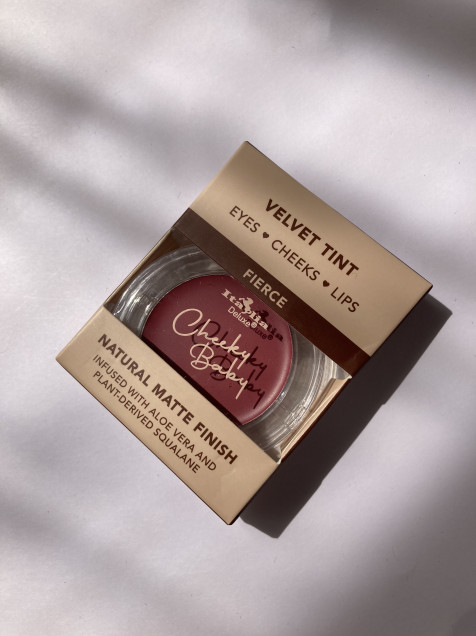 VELVET TINT
EYES ♥ CHEEKS ♥ LIPS
FIERCE
Italia
Deluxe®
Cheeky
Baby
NATURAL MATTE FINISH
INFUSED WITH ALOE VERA AND
PLANT-DERIVED SQUALANE